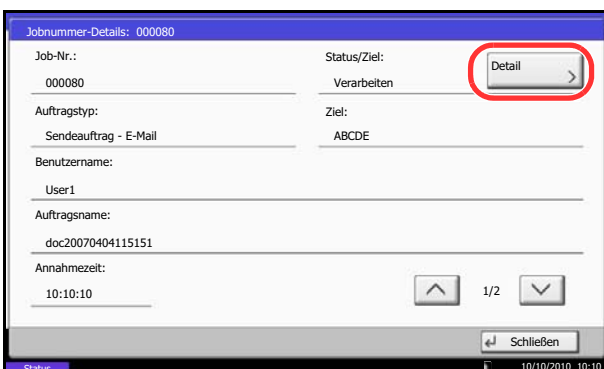 Jobnummer-Details: 000080
Job-Nr.:
000080
Status/Ziel:
Verarbeiten
Detail
Auftragstyp:
Sendeauftrag - E-Mail
Ziel:
ABCDE
Benutzername:
User1
Auftragsname:
doc20070404115151
Annahmezeit:
10:10:10
1/2
Schließen
Status
10/10/2010 10:10